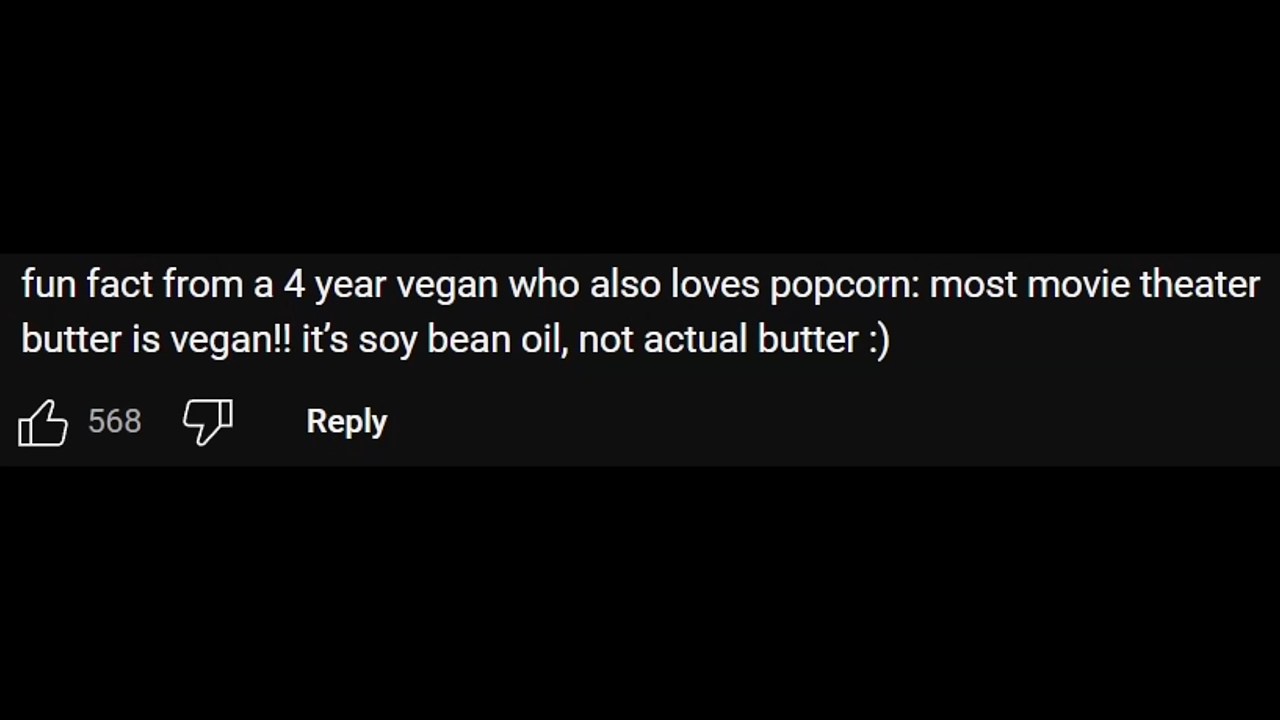 fun fact from a 4 year vegan who also loves popcorn: most movie theater
butter is vegan!! it’s soy bean oil, not actual butter :)
568 Reply